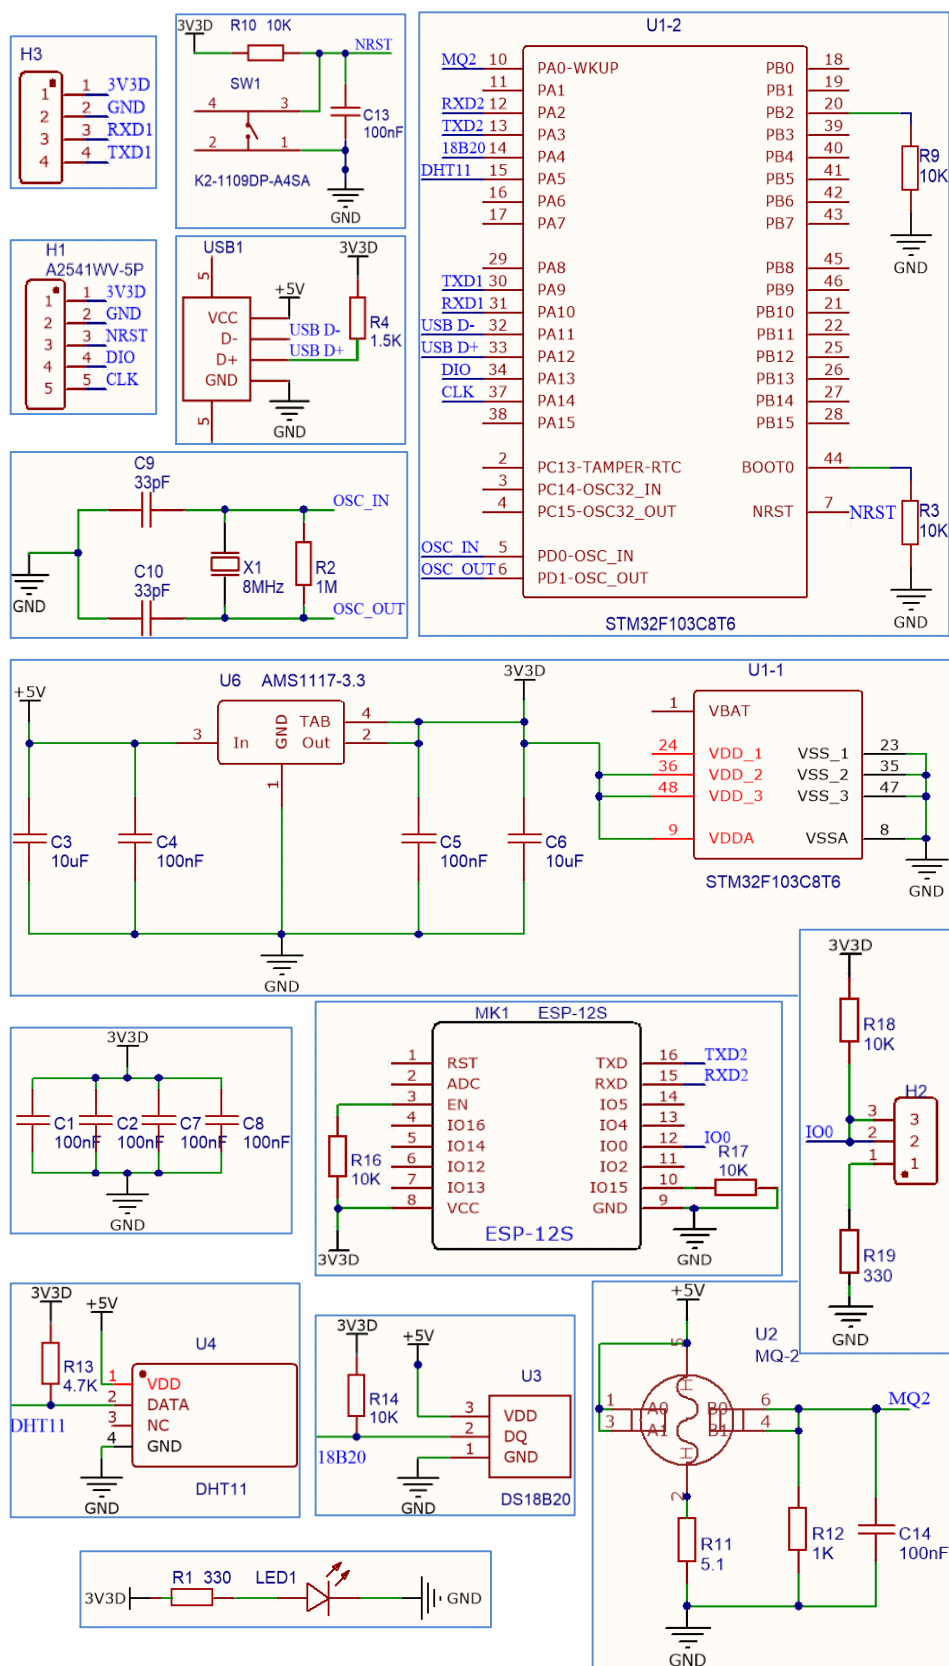 H3
1 1 3V3D
2 2 GND
3 3 RXD1
4 4 TXD1
3V3D R10 10K NRST
SW1
4 3
2 1
C13
100nF
K2-1109DP-A4SA
GND
H1
A2541WV-5P
1 1 3V3D
2 2 GND
3 3 NRST
4 4 DIO
5 5 CLK
USB1
5
3V3D
+5V
VCC
D- USB D-
D+ USB D+
GND
R4
1.5K
5
GND
U1-2
MQ2 10 PA0-WKUP PB0 18
11 PA1 PB1 19
RXD2 12 PA2 PB2 20
TXD2 13 PA3 PB3 39
18B20 14 PA4 PB4 40
DHT11 15 PA5 PB5 41
16 PA6 PB6 42
17 PA7 PB7 43
R9
10K
GND
29 PA8 PB8 45
TXD1 30 PA9 PB9 46
RXD1 31 PA10 PB10 21
USB D- 32 PA11 PB11 22
USB D+ 33 PA12 PB12 25
DIO 34 PA13 PB13 26
CLK 37 PA14 PB14 27
38 PA15 PB15 28
2 PC13-TAMPER-RTC BOOT0 44
3 PC14-OSC32_IN
4 PC15-OSC32_OUT NRST 7 NRST
R3
10K
OSC_IN 5 PD0-OSC_IN
OSC_OUT 6 PD1-OSC_OUT
GND
STM32F103C8T6
C9
33pF
OSC_IN
X1
8MHz
R2
1M
C10
33pF
OSC_OUT
GND
+5V
U6 AMS1117-3.3
3V3D
3 In GND TAB 4
Out 2
1
C3
10uF
C4
100nF
C5
100nF
C6
10uF
GND
U1-1
1 VBAT
24 VDD_1 VSS_1 23
36 VDD_2 VSS_2 35
48 VDD_3 VSS_3 47
9 VDDA VSSA 8
STM32F103C8T6
GND
3V3D
R18
10K
H2
3 3
IO0 2 2
1 1
R19
330
GND
3V3D
C1
100nF
C2
100nF
C7
100nF
C8
100nF
GND
MK1 ESP-12S
1 RST TXD 16 TXD2
2 ADC RXD 15 RXD2
3 EN IO5 14
4 IO16 IO4 13
5 IO14 IO0 12 IO0
6 IO12 IO2 11
7 IO13 IO15 10
8 VCC GND 9
R16
10K
R17
10K
ESP-12S
3V3D
GND
3V3D
+5V
U4
R13
4.7K
1 VDD
2 DATA
3 NC
4 GND
DHT11
GND
DHT11
3V3D
+5V
U3
R14
10K
3 VDD
2 DQ
1 GND
18B20
GND
DS18B20
+5V
U2
MQ-2
5
H
1 A0 B0 6
3 A1 B1 4
H
2
MQ2
R11
5.1
R12
1K
C14
100nF
GND
3V3D R1 330 LED1 GND